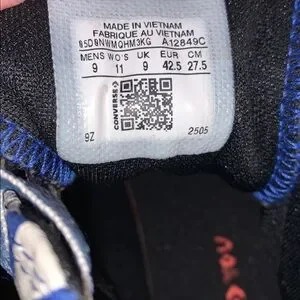 MADE IN VIETNAM
FABRIQUE AU VIETNAM
A12849C
MENS WO'S UK EUR CM
9 11 9 42.5 27.5
CONVERSE
9Z 2505